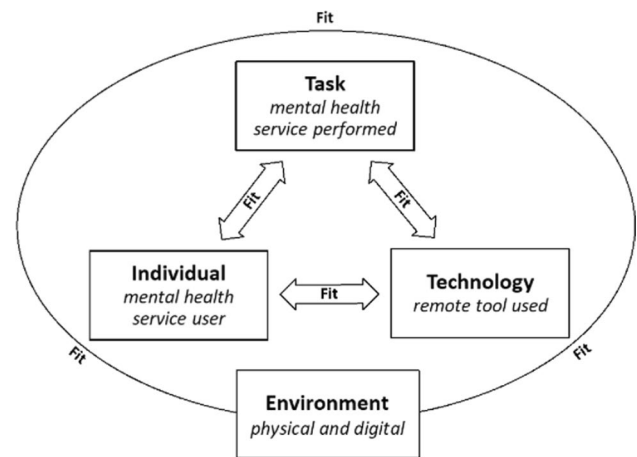 Fit
Task
mental health
service performed
Fit
Fit
Individual
mental health
service user
Fit
Technology
remote tool used
Fit
Fit
Environment
physical and digital